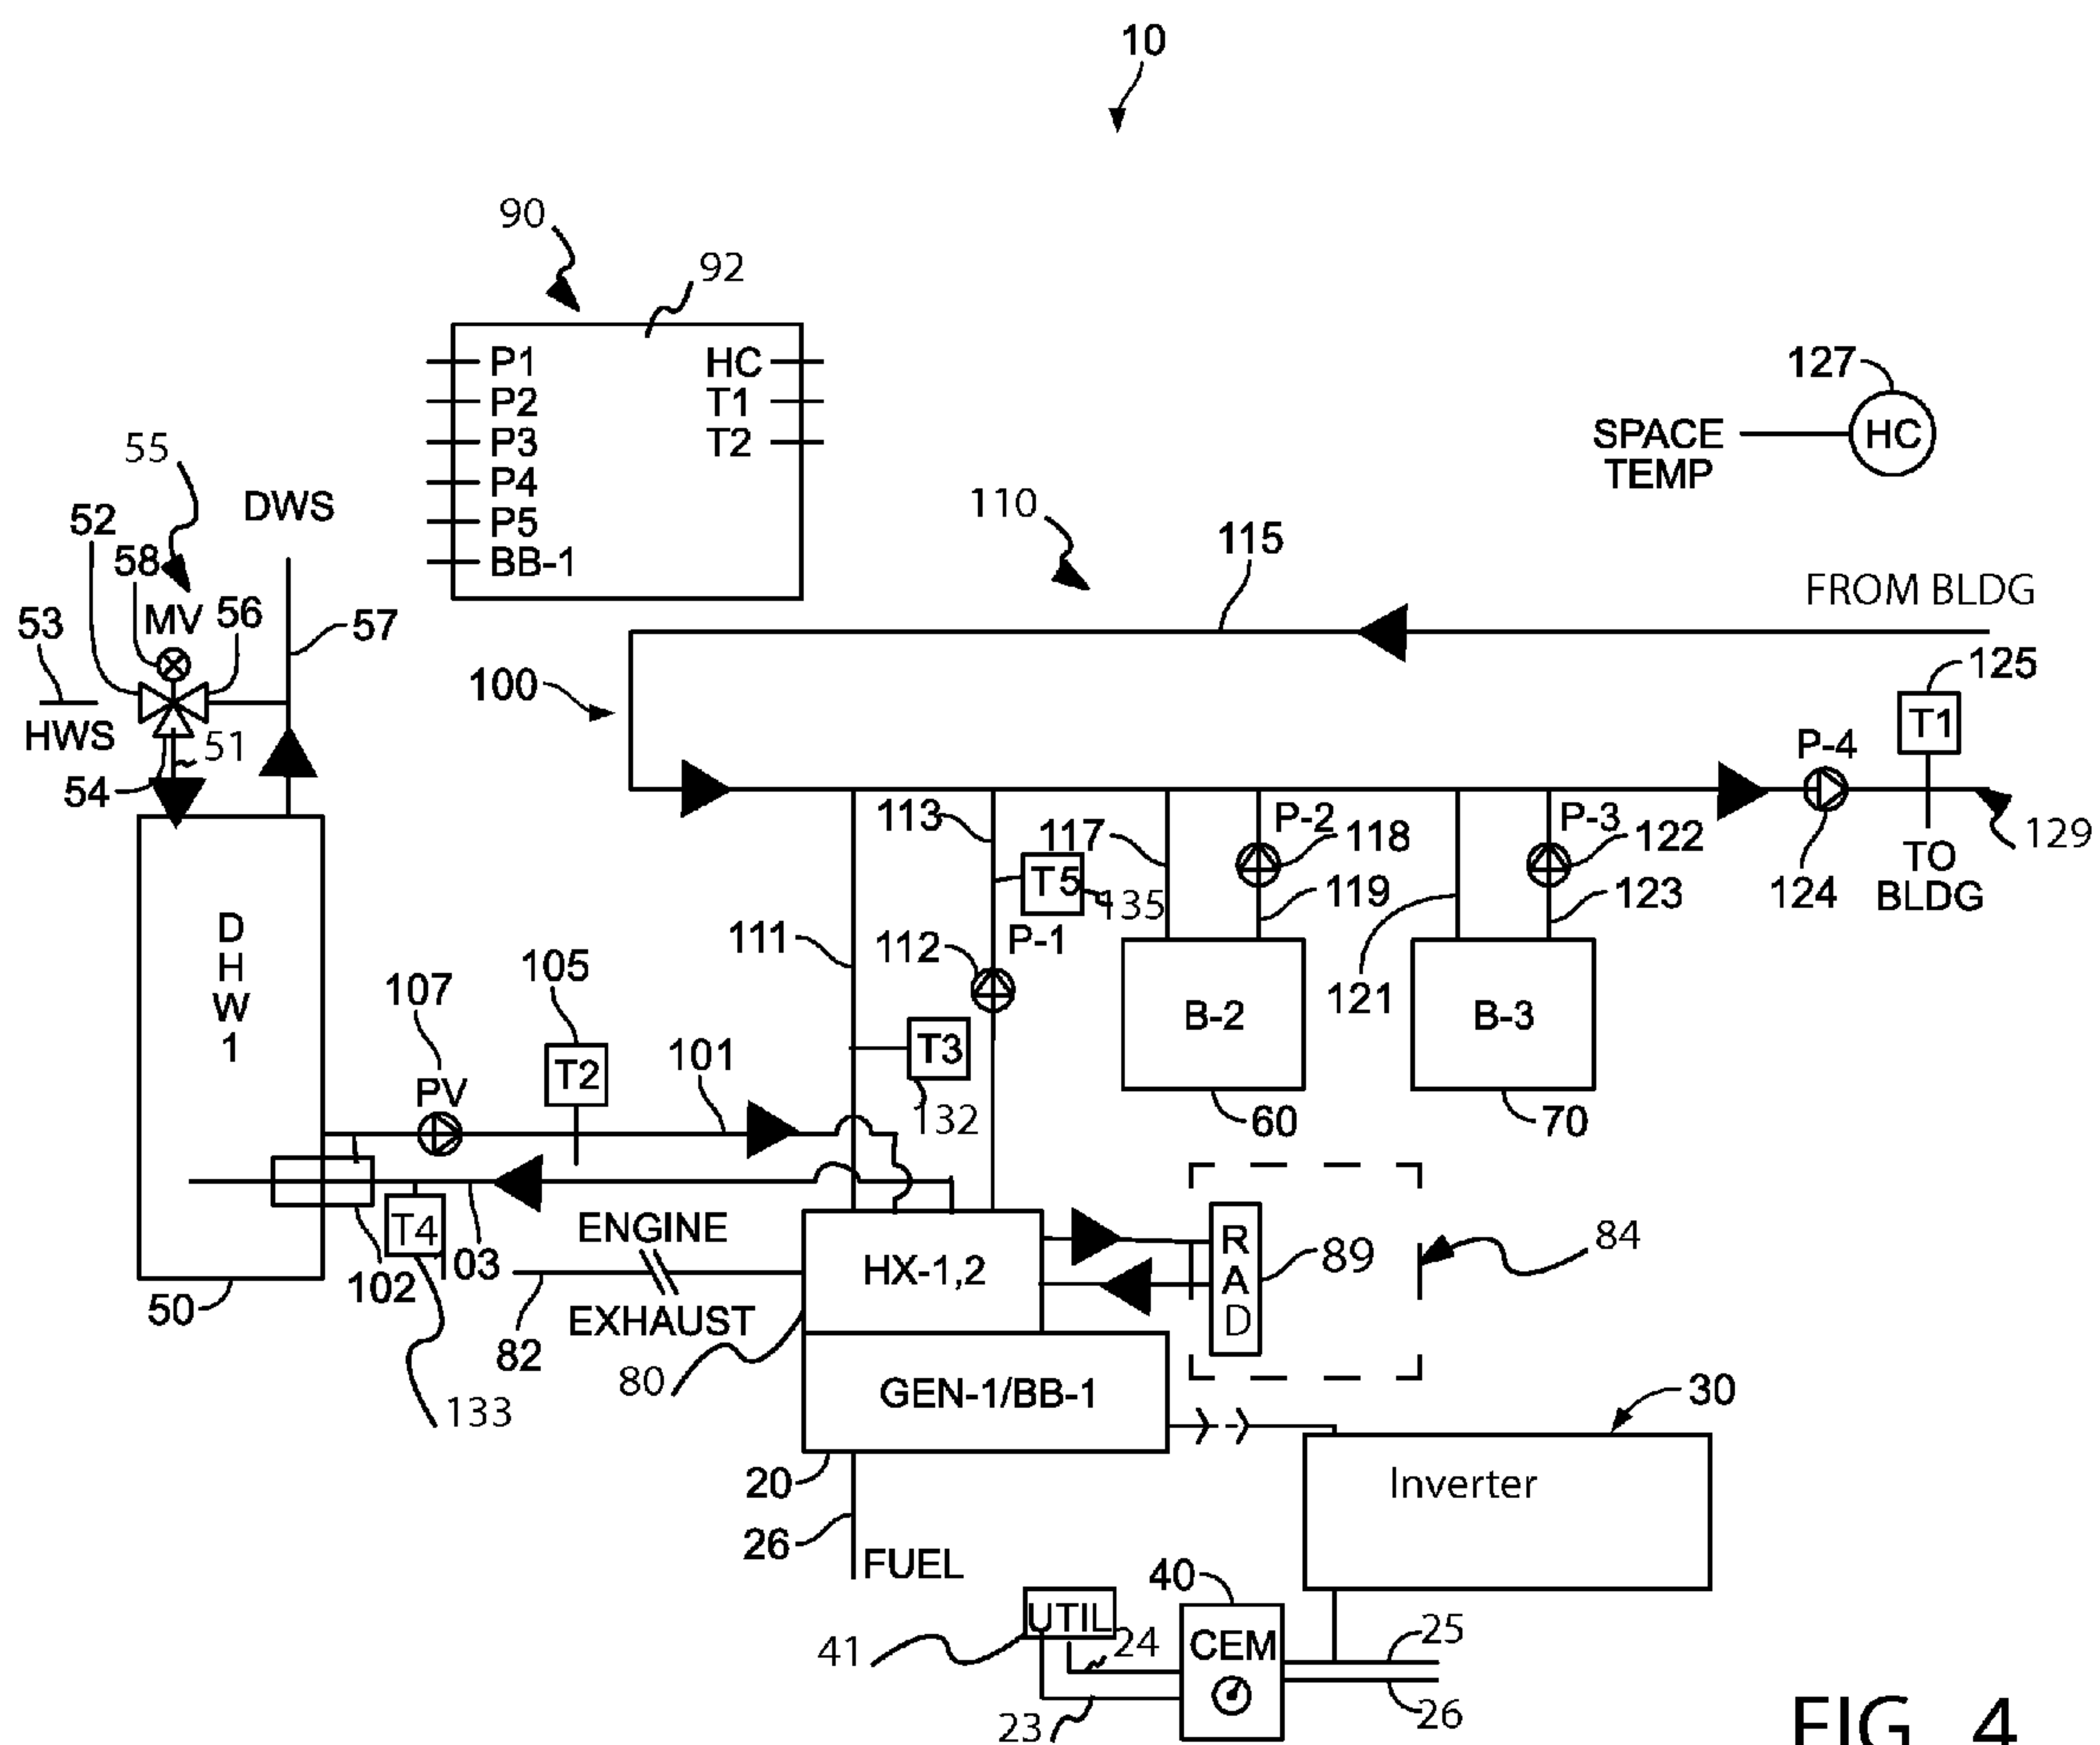 10
90
92
P1
HC
P2
T1
P3
T2
P4
P5
BB-1
127
SPACE
TEMP
HC
55
DWS
52
58
MV
56
53
57
HWS
51
54
110
115
FROM BLDG
100
125
T1
P-4
129
TO
BLDG
124
113
117
P-2
118
119
P-3
122
123
121
T5
135
P-1
112
111
T3
132
B-2
60
B-3
70
D
H
W
1
50
107
PV
105
T2
101
T4
103
102
133
ENGINE
EXHAUST
82
80
HX-1,2
R
A
D
89
84
GEN-1/BB-1
20
26
FUEL
30
Inverter
40
UTIL
CEM
41
24
23
25
26
FIG. 4